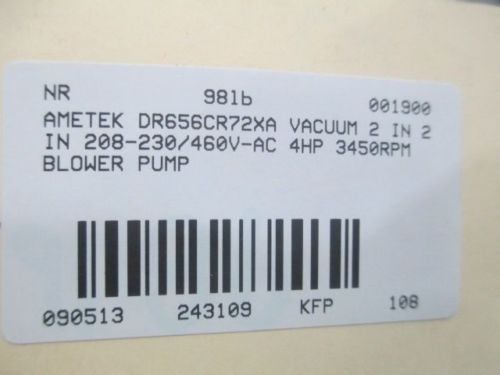 NR 98lb 001900
AMETEK DR656CR72XA VACUUM 2 IN 2
IN 208-230/460V-AC 4HP 3450RPM
BLOWER PUMP
090513 243109 KFP 108